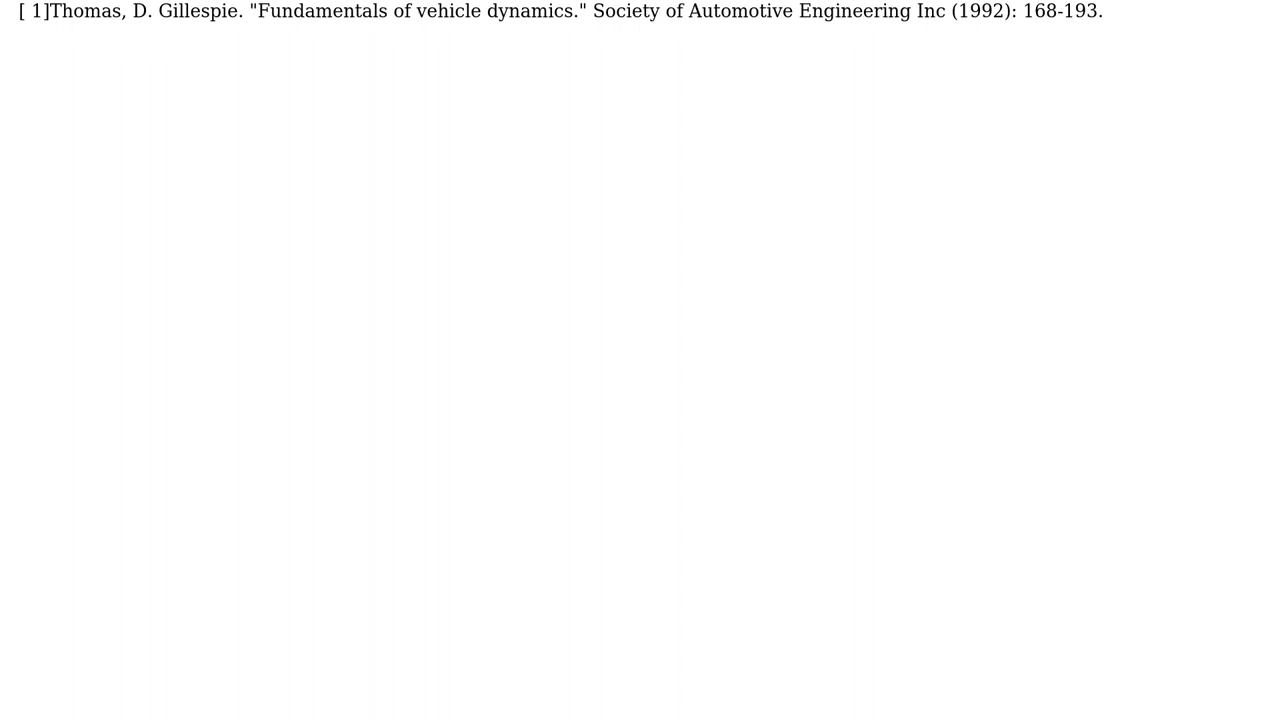 [ 1]Thomas, D. Gillespie. "Fundamentals of vehicle dynamics." Society of Automotive Engineering Inc (1992): 168-193.